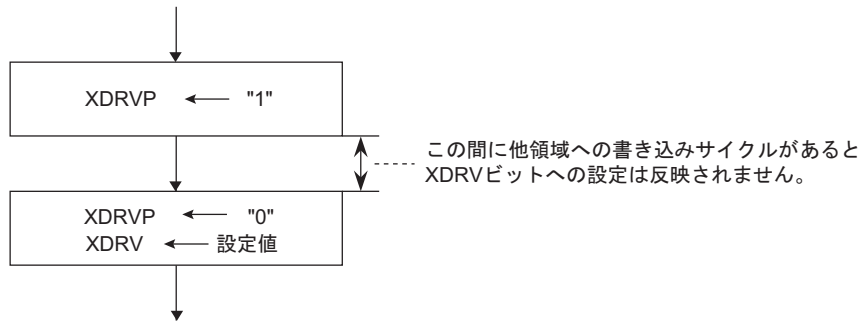 XDRVP ← "1"
この間に他領域への書き込みサイクルがあると
XDRVビットへの設定は反映されません。
XDRVP ← "0"
XDRV ← 設定値